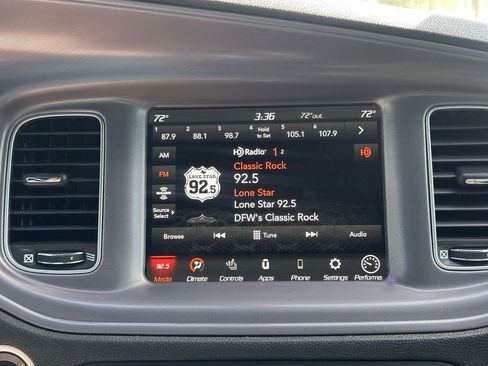 72° 3:36 72°out. 72°
1 2 3 4 5 6
87.9 88.1 98.7 Hold to Set 105.1 107.9
AM
FM
Source Select
HD Radio 1 2
Classic Rock
92.5
Lone Star
Lone Star 92.5
DFW's Classic Rock
LONE STAR
92.5
Browse Tune Audio
92.5
Media Climate Controls Apps Phone Settings Performa